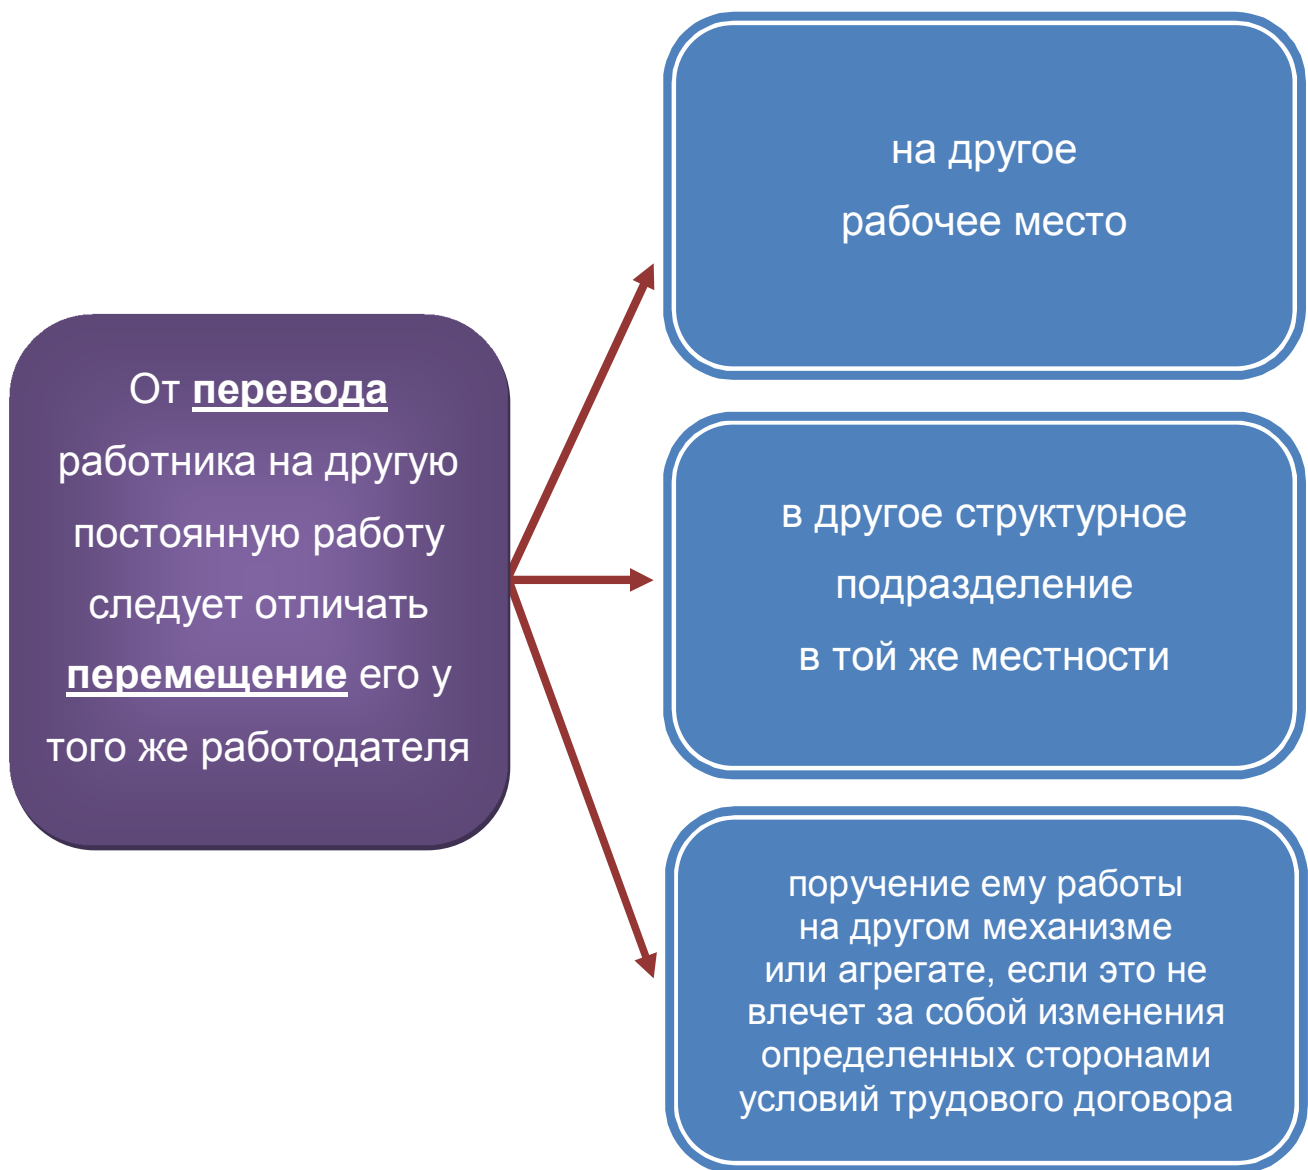 От перевода
работника на другую
постоянную работу
следует отличать
перемещение его у
того же работодателя
на другое
рабочее место
в другое структурное
подразделение
в той же местности
поручение ему работы
на другом механизме
или агрегате, если это не
влечет за собой изменения
определенных сторонами
условий трудового договора